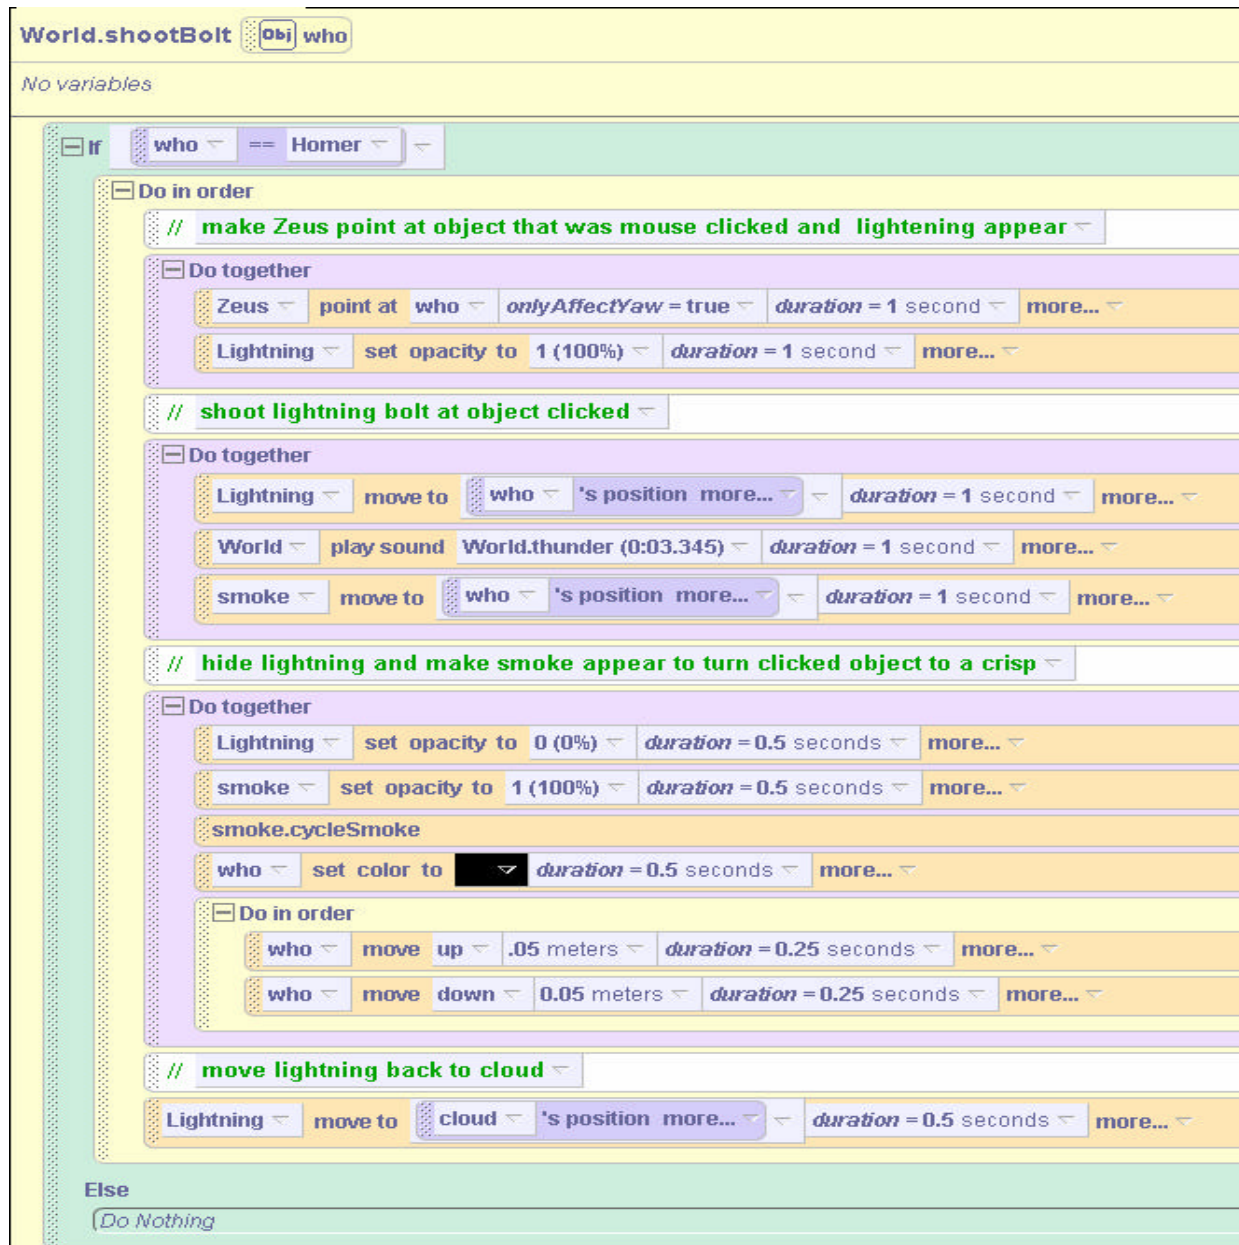 World.shootBolt Obj who
No variables
If who == Homer
Do in order
// make Zeus point at object that was mouse clicked and lightening appear
Do together
Zeus point at who onlyAffectYaw = true duration = 1 second more...
Lightning set opacity to 1 (100%) duration = 1 second more...
// shoot lightning bolt at object clicked
Do together
Lightning move to who 's position more... duration = 1 second more...
World play sound World.thunder (0:03.345) duration = 1 second more...
smoke move to who 's position more... duration = 1 second more...
// hide lightning and make smoke appear to turn clicked object to a crisp
Do together
Lightning set opacity to 0 (0%) duration = 0.5 seconds more...
smoke set opacity to 1 (100%) duration = 0.5 seconds more...
smoke.cycleSmoke
who set color to duration = 0.5 seconds more...
Do in order
who move up .05 meters duration = 0.25 seconds more...
who move down 0.05 meters duration = 0.25 seconds more...
// move lightning back to cloud
Lightning move to cloud 's position more... duration = 0.5 seconds more...
Else
(Do Nothing